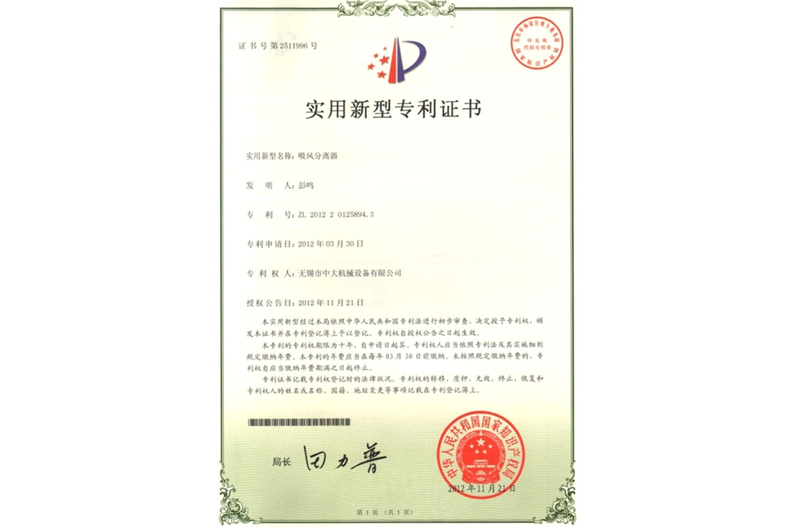 证书号第2511996号
实用新型专利证书
实用新型名称：吸风分离器
发明人：彭鸣
专利号：ZL 2012 2 0125894.3
专利申请日：2012年03月30日
专利权人：无锡市中大机械设备有限公司
授权公告日：2012年11月21日
本实用新型经过本局依照中华人民共和国专利法进行初步审查，决定授予专利权，颁
发本证书并在专利登记簿上予以登记。专利权自授权公告之日起生效。
本专利的专利权期限为十年，自申请日起算。专利权人应当依照专利法及其实施细则
规定缴纳年费。本专利的年费应当在每年03月30日前缴纳。未按照规定缴纳年费的，专
利权自应当缴纳年费期满之日起终止。
专利证书记载专利权登记时的法律状况。专利权的转移、质押、无效、终止、恢复和
专利权人的姓名或名称、国籍、地址变更等事项记载在专利登记簿上。
局长
田力普
中华人民共和国国家知识产权局
2012年11月21日
第1页（共1页）